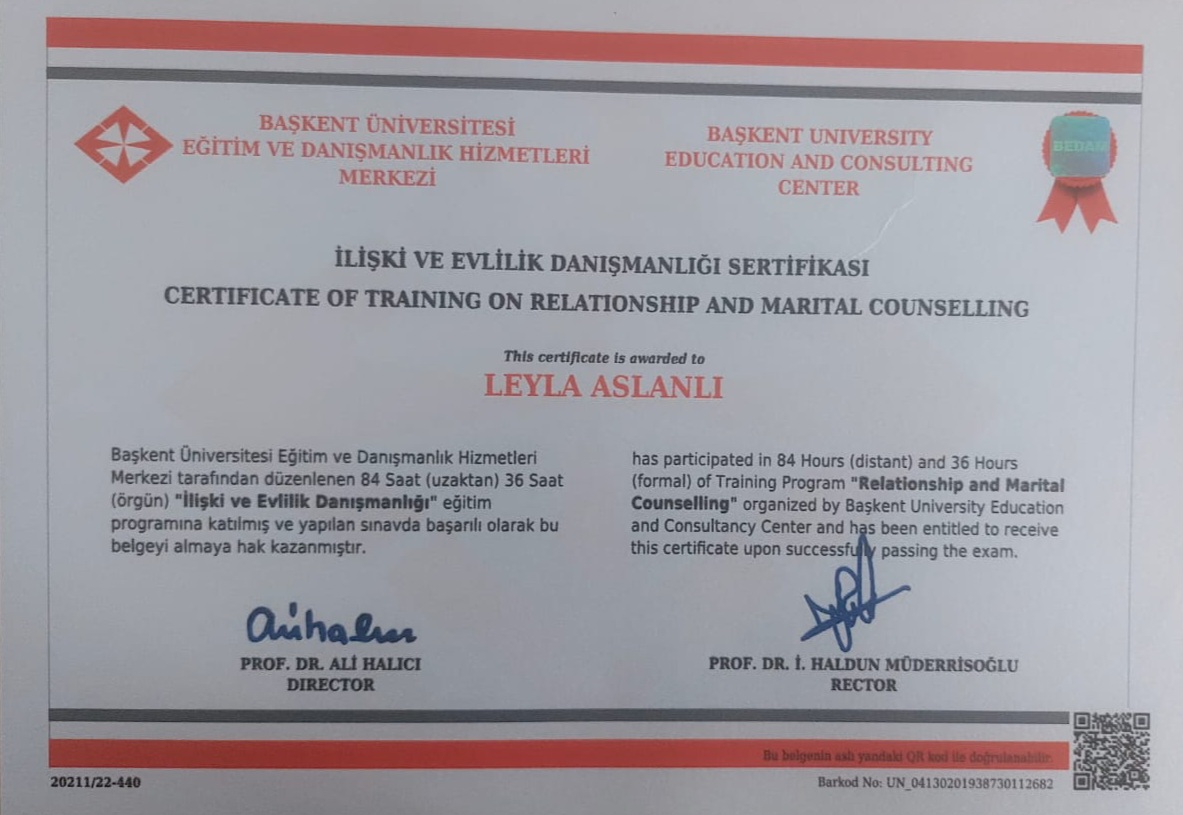 BAŞKENT ÜNİVERSİTESİ
EĞİTİM VE DANIŞMANLIK HİZMETLERİ
MERKEZİ
BAŞKENT UNIVERSITY
EDUCATION AND CONSULTING
CENTER
BEDAM
İLİŞKİ VE EVLİLİK DANIŞMANLIĞI SERTİFİKASI
CERTIFICATE OF TRAINING ON RELATIONSHIP AND MARITAL COUNSELLING
This certificate is awarded to
LEYLA ASLANLI
Başkent Üniversitesi Eğitim ve Danışmanlık Hizmetleri
Merkezi tarafından düzenlenen 84 Saat (uzaktan) 36 Saat
(örgün) "İlişki ve Evlilik Danışmanlığı" eğitim
programına katılmış ve yapılan sınavda başarılı olarak bu
belgeyi almaya hak kazanmıştır.
has participated in 84 Hours (distant) and 36 Hours
(formal) of Training Program "Relationship and Marital
Counselling" organized by Başkent University Education
and Consultancy Center and has been entitled to receive
this certificate upon successfully passing the exam.
PROF. DR. ALİ HALICI
DIRECTOR
PROF. DR. İ. HALDUN MÜDERRİSOĞLU
RECTOR
Bu belgenin aslı yandaki QR kod ile doğrulanabilir.
20211/22-440
Barkod No: UN_04130201938730112682